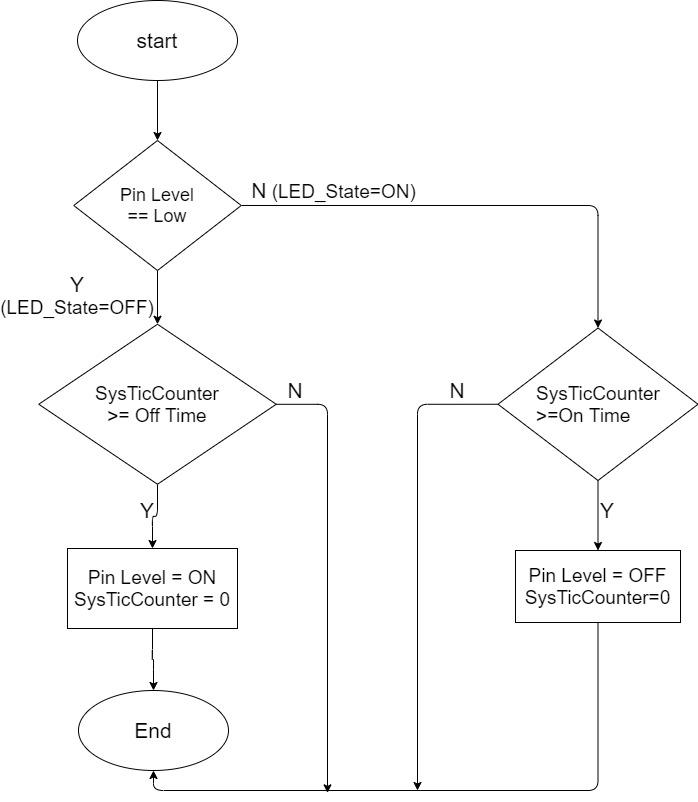 start
Pin Level
== Low
N (LED_State=ON)
Y
(LED_State=OFF)
SysTicCounter
>= Off Time
N
N
SysTicCounter
>=On Time
Y
Y
Pin Level = ON
SysTicCounter = 0
Pin Level = OFF
SysTicCounter=0
End